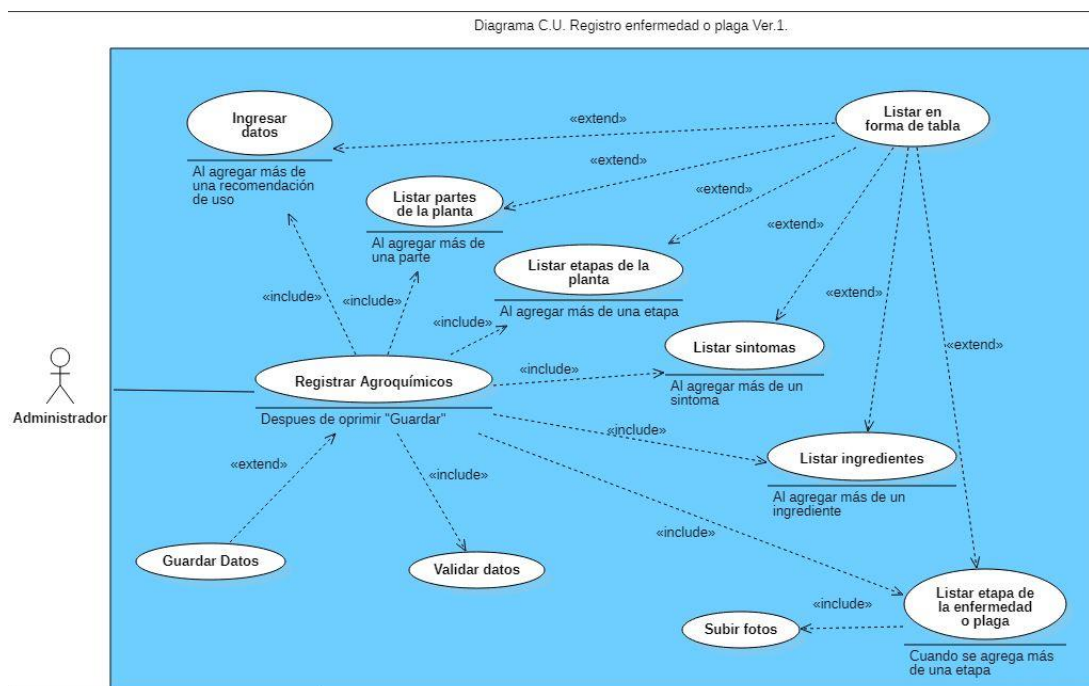 Diagrama C.U. Registro enfermedad o plaga Ver.1.
Ingresar
datos
Al agregar más de
una recomendación
de uso
«extend»
Listar en
forma de tabla
«extend»
Listar partes
de la planta
Al agregar más de
una parte
«extend»
«extend»
Listar etapas de la
planta
Al agregar más de una etapa
«include»
«include»
«include»
«extend»
Listar sintomas
Al agregar más de un
sintoma
«extend»
«include»
Registrar Agroquímicos
Despues de oprimir "Guardar"
Administrador
«include»
Listar ingredientes
Al agregar más de un
ingrediente
«extend»
«include»
«include»
Guardar Datos
Validar datos
Listar etapa de
la enfermedad
o plaga
Cuando se agrega más
de una etapa
«include»
Subir fotos